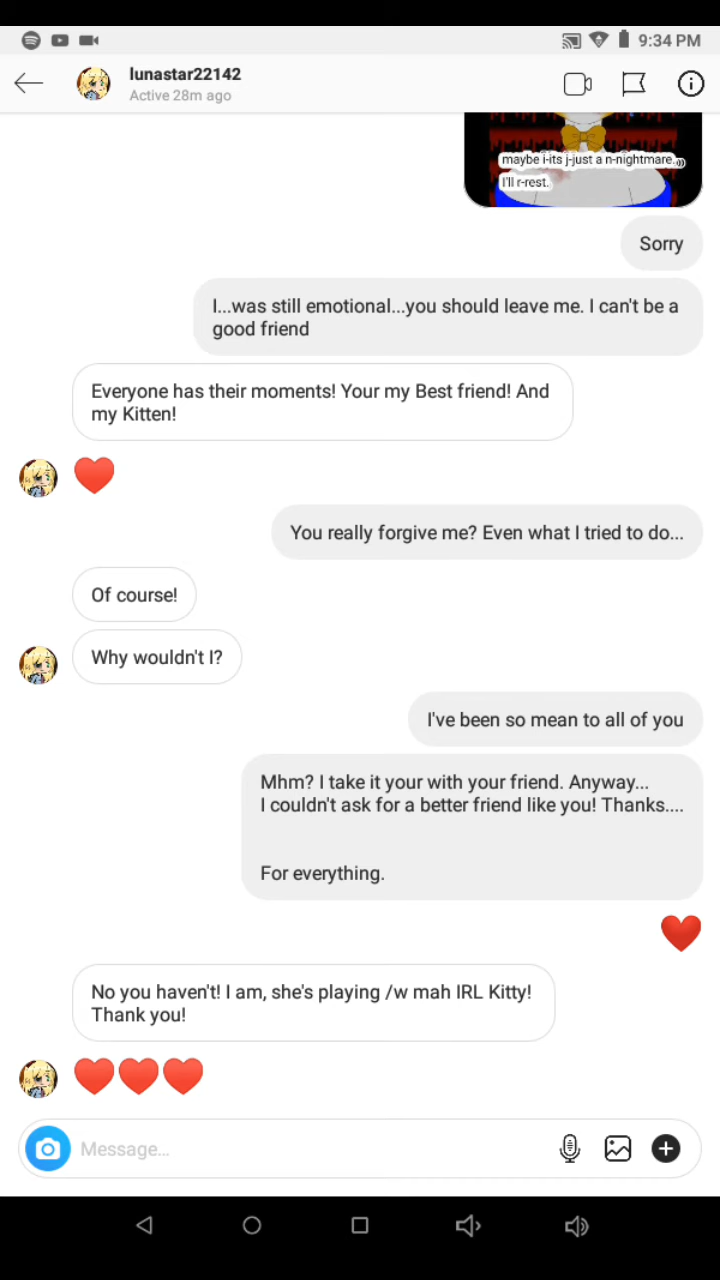 9:34 PM
lunastar22142
Active 28m ago
maybe i-its j-just a n-nightmare.
I'll r-rest.
Sorry
I...was still emotional...you should leave me. I can't be a
good friend
Everyone has their moments! Your my Best friend! And
my Kitten!
You really forgive me? Even what I tried to do...
Of course!
Why wouldn't I?
I've been so mean to all of you
Mhm? I take it your with your friend. Anyway...
I couldn't ask for a better friend like you! Thanks....
For everything.
No you haven't! I am, she's playing /w mah IRL Kitty!
Thank you!
Message...